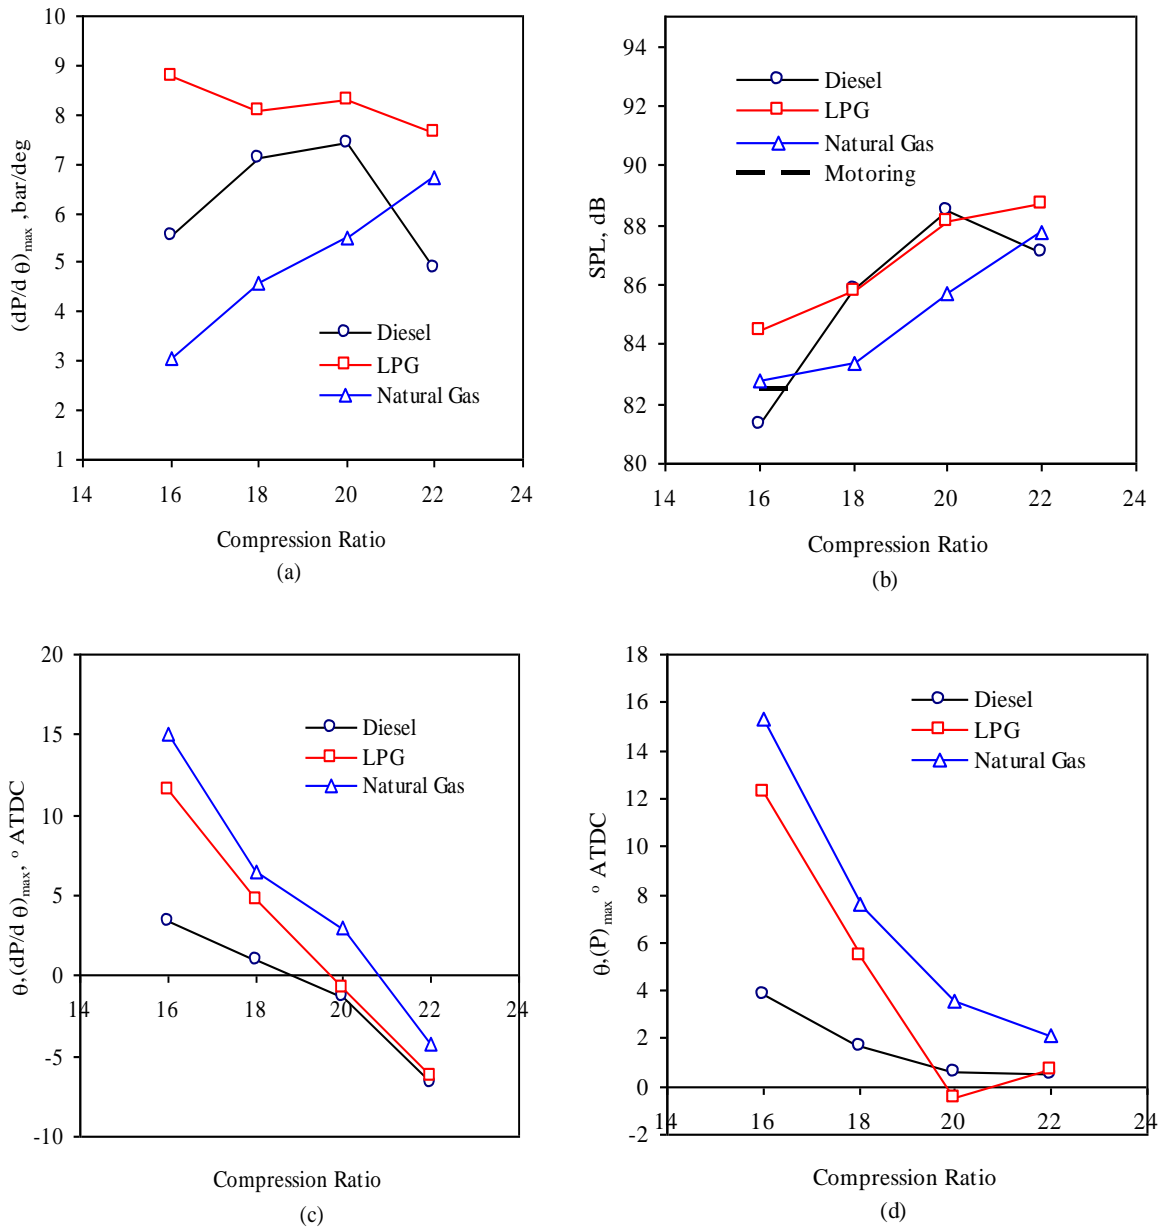 10
9
8
7
6
5
4
3
2
1
14
16
18
20
22
24
(dP/d θ)max ,bar/deg
Diesel
LPG
Natural Gas
Compression Ratio
(a)
94
92
90
88
86
84
82
80
14
16
18
20
22
24
SPL, dB
Diesel
LPG
Natural Gas
Motoring
Compression Ratio
(b)
20
15
10
5
0
-5
-10
14
16
18
20
22
24
θ,(dP/d θ)max, ° ATDC
Diesel
LPG
Natural Gas
Compression Ratio
(c)
18
16
14
12
10
8
6
4
2
0
-2
14
16
18
20
22
24
θ,(P)max ° ATDC
Diesel
LPG
Natural Gas
Compression Ratio
(d)